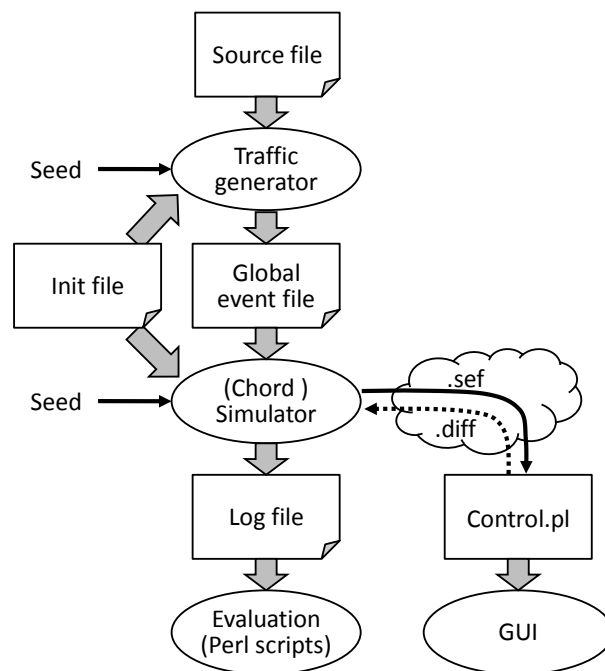 Source file
Seed
Traffic
generator
Init file
Global
event file
Seed
(Chord )
Simulator
.sef
.diff
Log file
Control.pl
Evaluation
(Perl scripts)
GUI